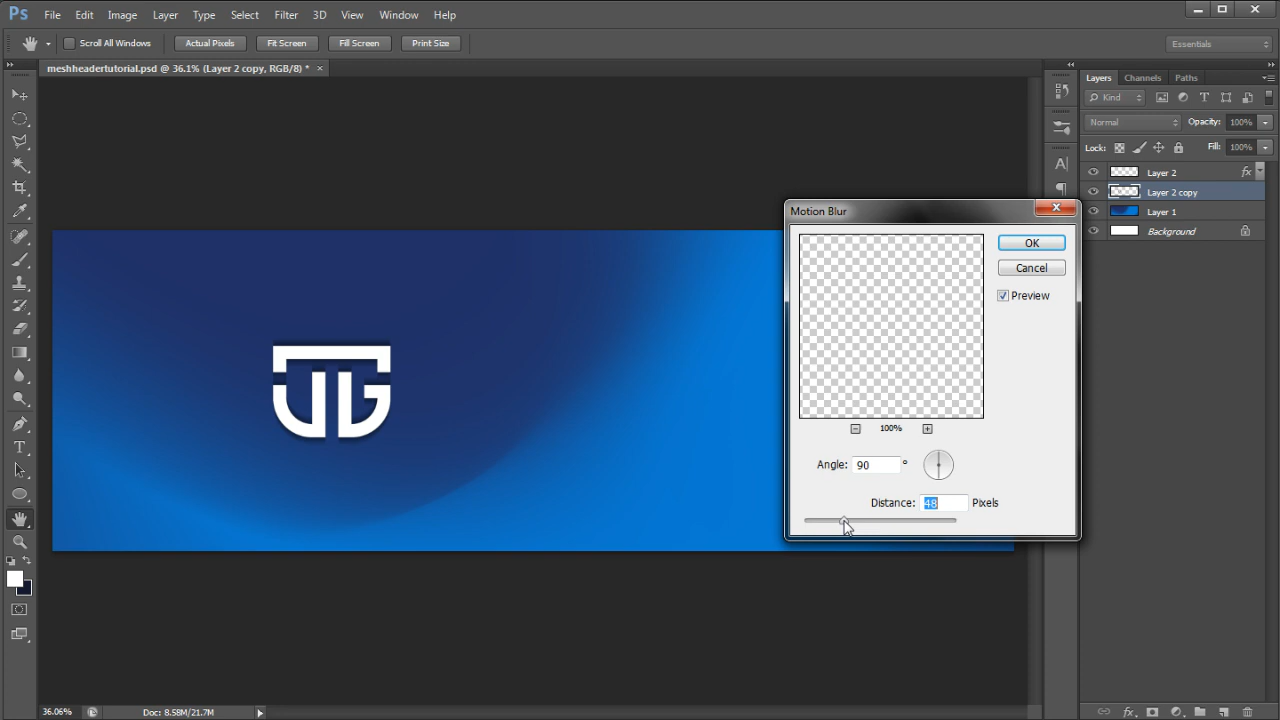 Ps File Edit Image Layer Type Select Filter 3D View Window Help
Scroll All Windows Actual Pixels Fit Screen Fill Screen Print Size Essentials
meshheadertutorial.psd @ 36.1% (Layer 2 copy, RGB/8) * ×
Layers Channels Paths
Kind
Normal Opacity: 100%
Lock: Fill: 100%
Layer 2 fx
Layer 2 copy
Layer 1
Background
Motion Blur
OK
Cancel
Preview
100%
Angle: 90 °
Distance: 48 Pixels
36.06% Doc: 8.58M/21.7M